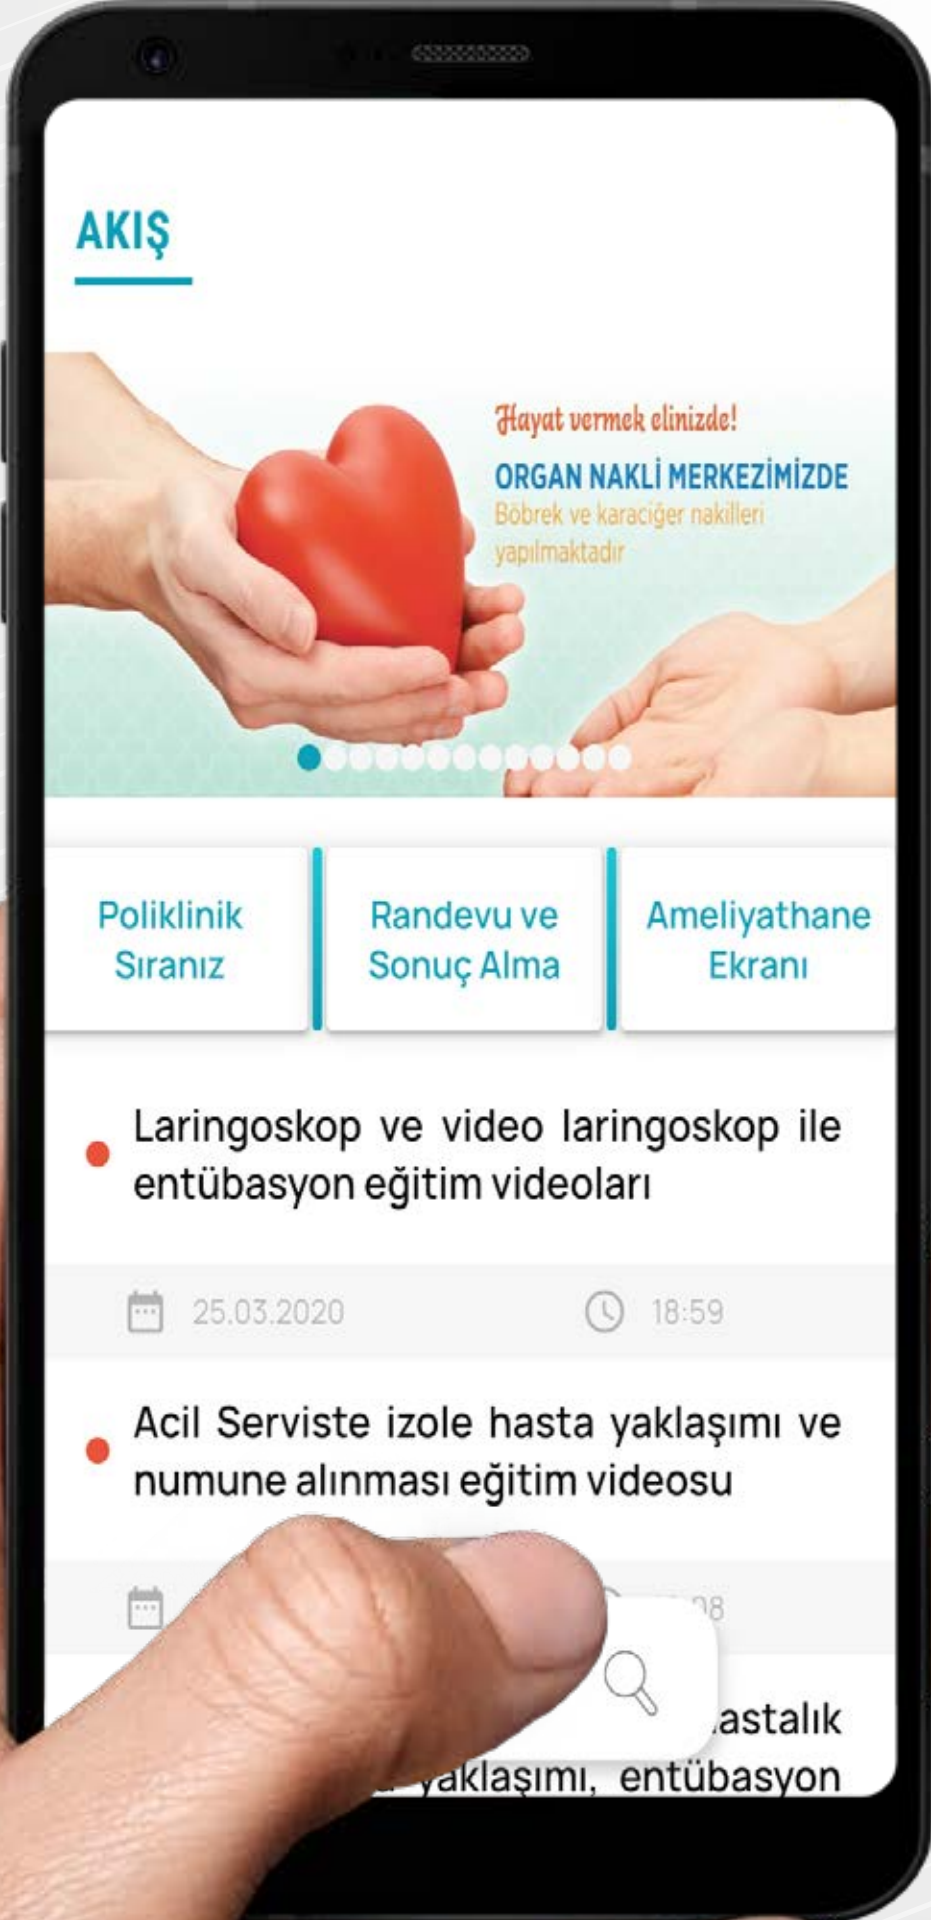 AKIŞ
Hayat vermek elinizde!
ORGAN NAKLİ MERKEZİMİZDE
Böbrek ve karaciğer nakilleri
yapılmaktadır
Poliklinik
Sıranız
Randevu ve
Sonuç Alma
Ameliyathane
Ekranı
Laringoskop ve video laringoskop ile
entübasyon eğitim videoları
25.03.2020 18:59
Acil Serviste izole hasta yaklaşımı ve
numune alınması eğitim videosu
yaklaşımı, entübasyon